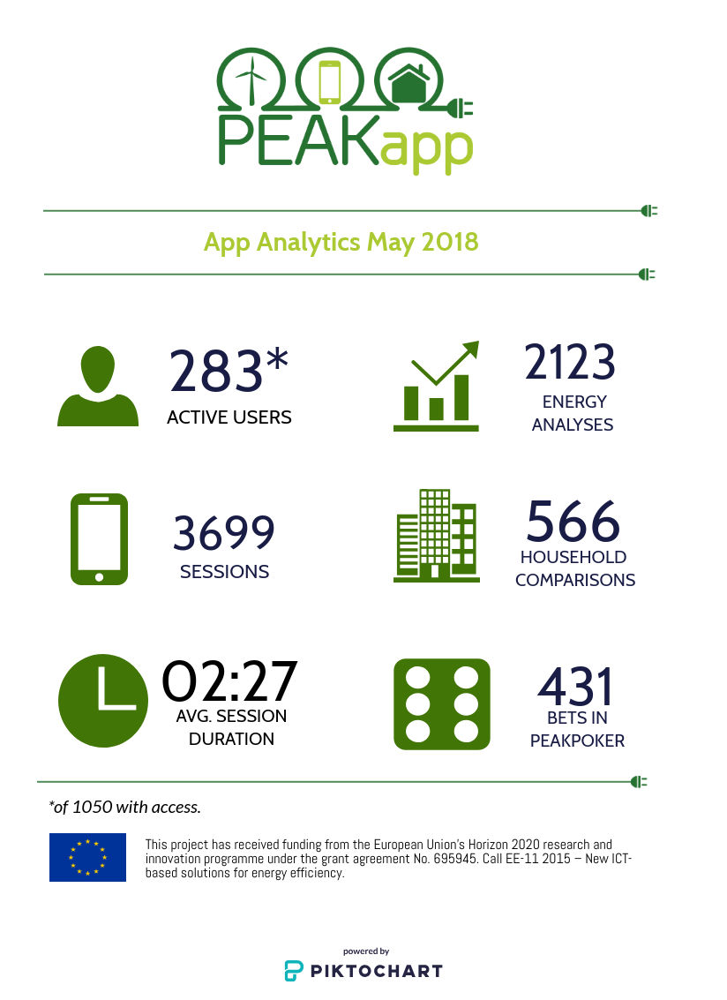 PEAKapp
App Analytics May 2018
283*
ACTIVE USERS
2123
ENERGY
ANALYSES
3699
SESSIONS
566
HOUSEHOLD
COMPARISONS
02:27
AVG. SESSION
DURATION
431
BETS IN
PEAKPOKER
*of 1050 with access.
This project has received funding from the European Union's Horizon 2020 research and
innovation programme under the grant agreement No. 695945. Call EE-11 2015 – New ICT-
based solutions for energy efficiency.
powered by
PIKTOCHART